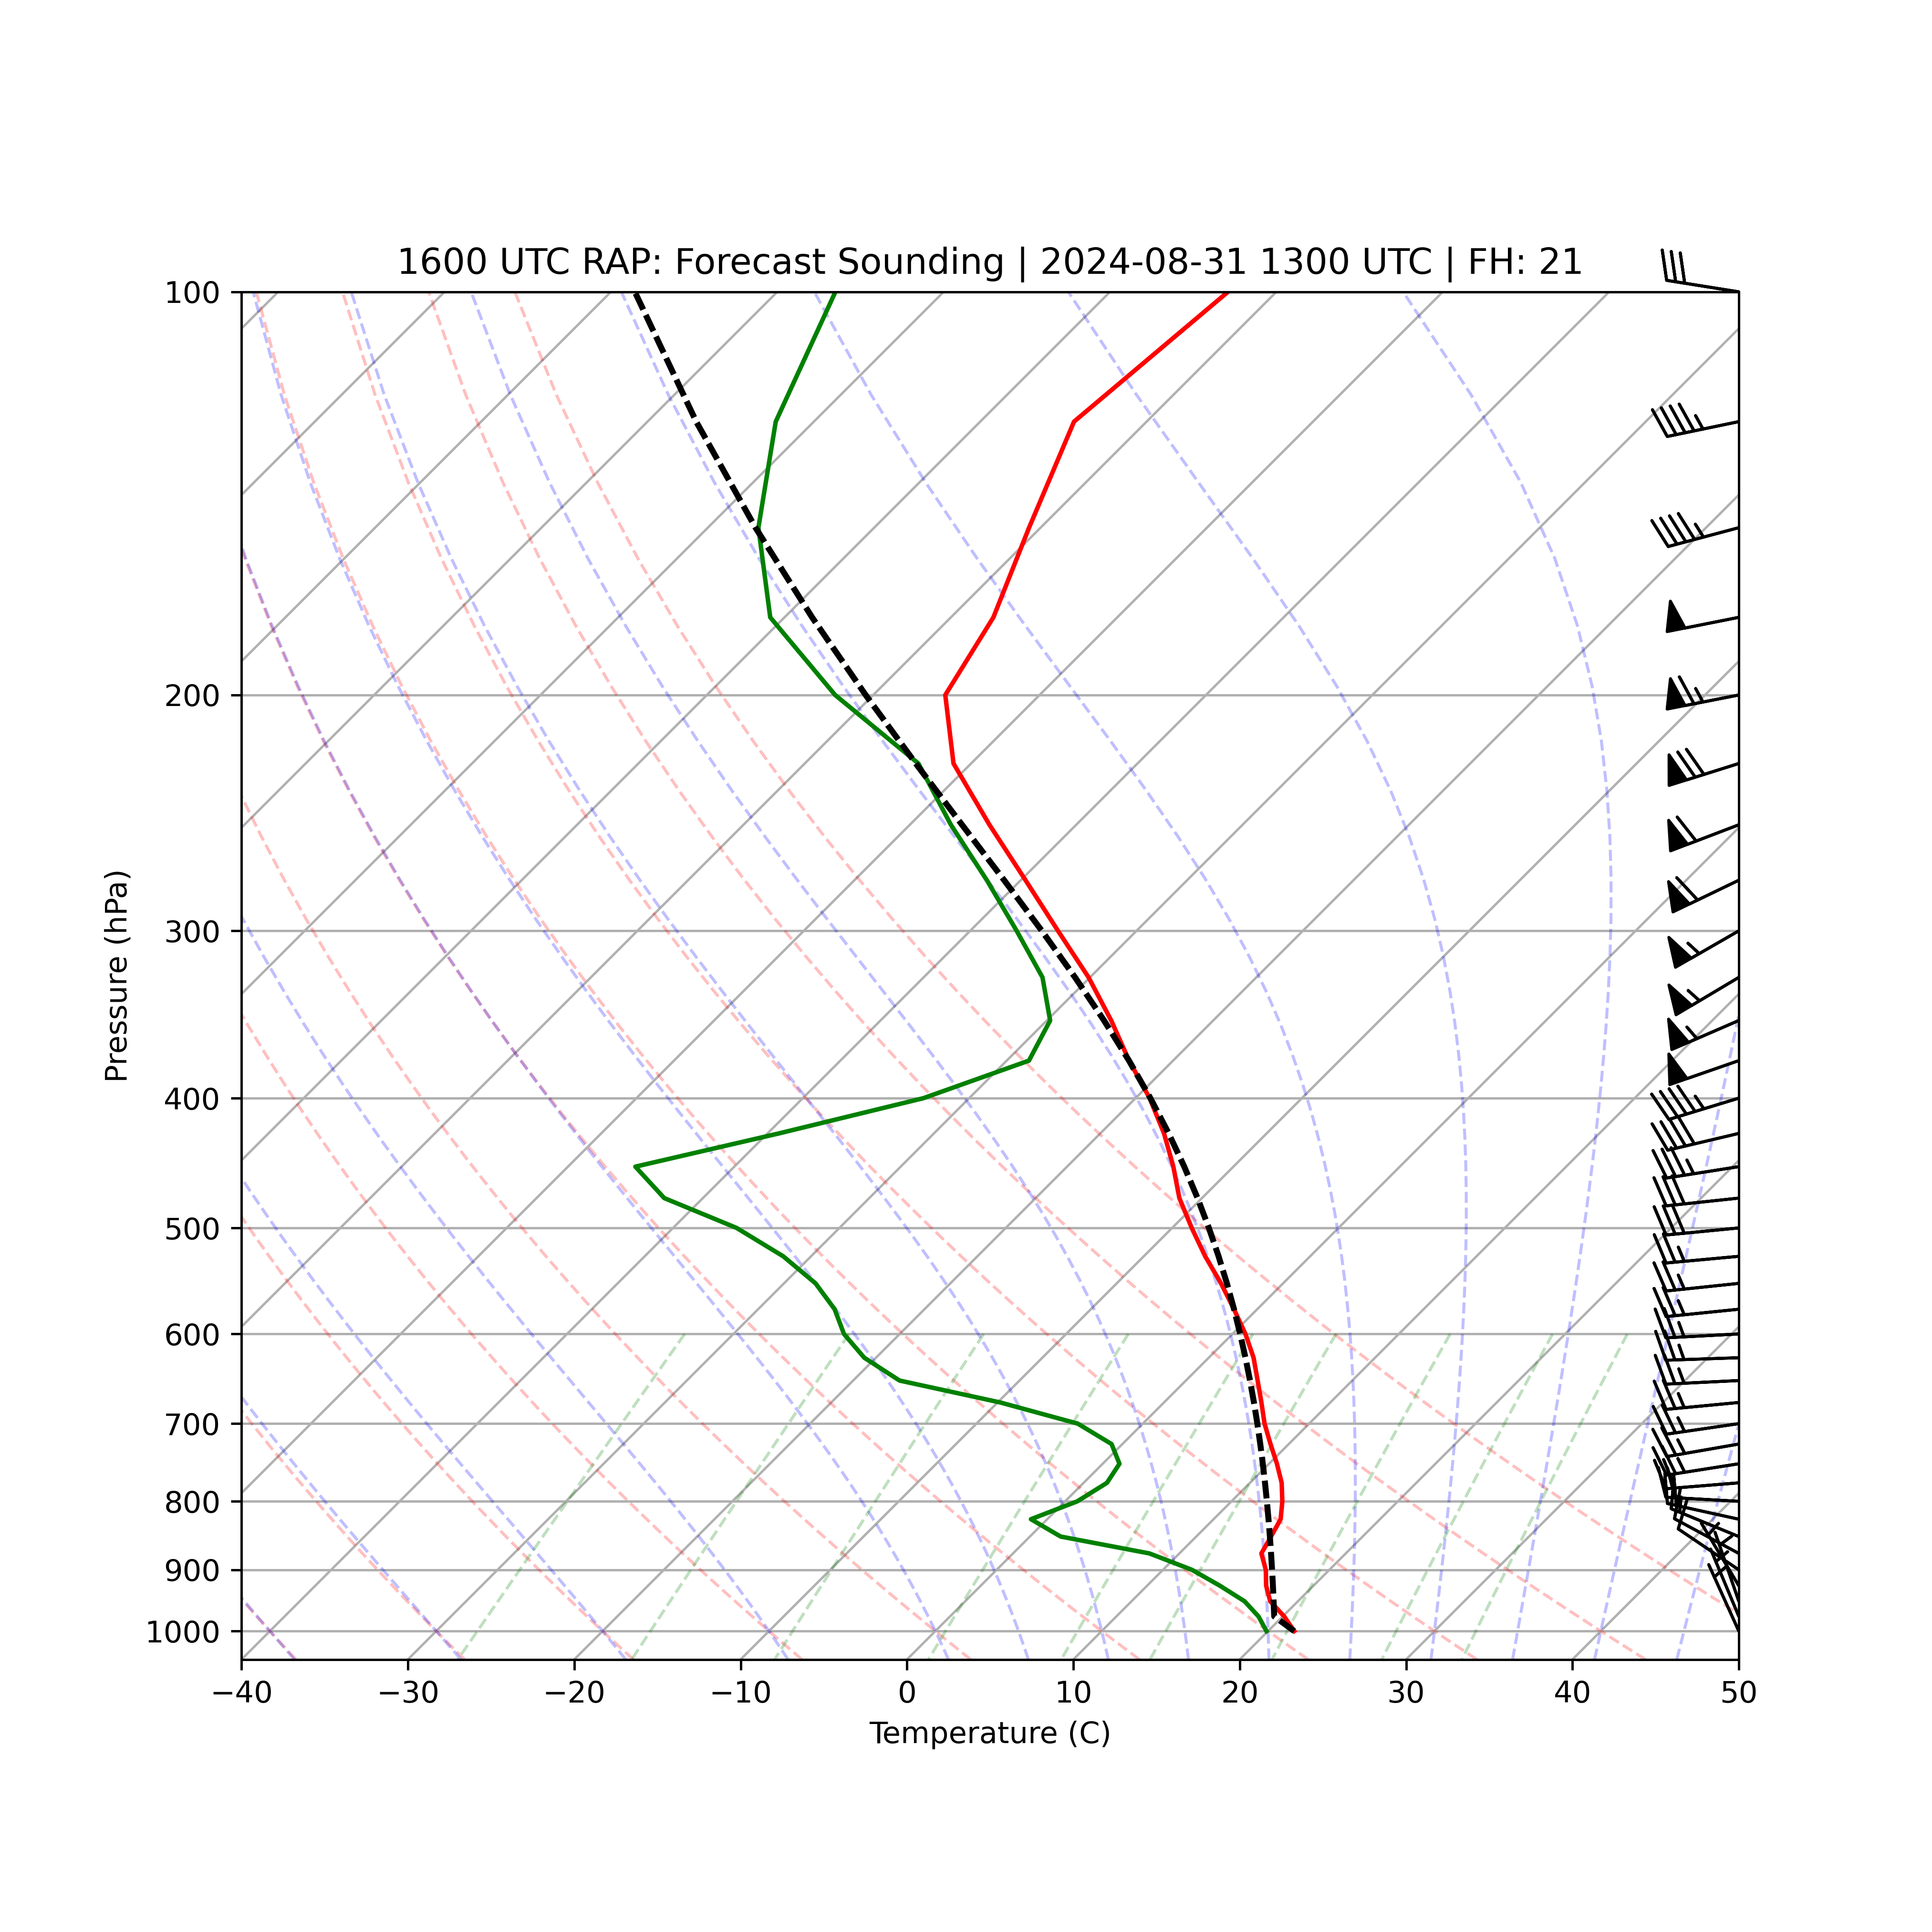 1600 UTC RAP: Forecast Sounding | 2024-08-31 1300 UTC | FH: 21
100
200
300
400
500
600
700
800
900
1000
Pressure (hPa)
−40 −30 −20 −10 0 10 20 30 40 50
Temperature (C)